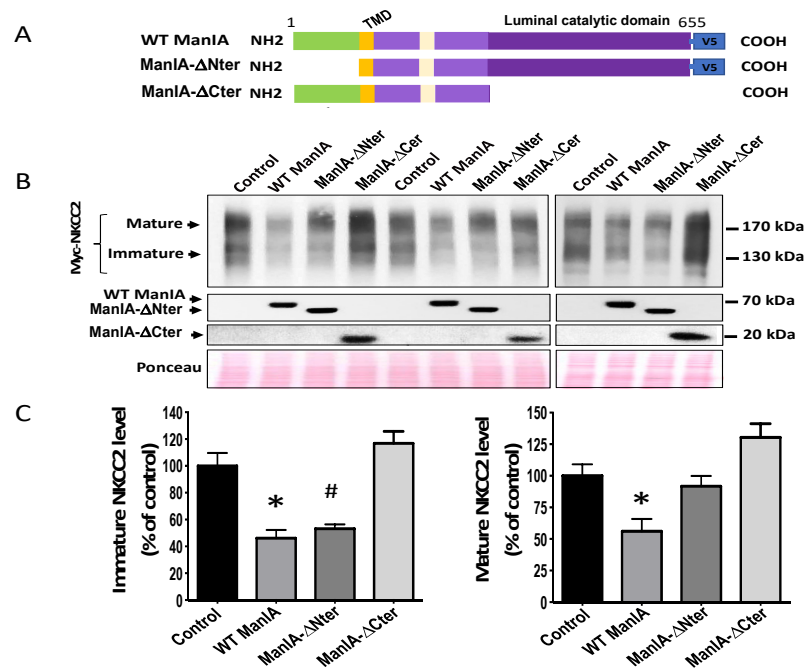 A
1 TMD Luminal catalytic domain 655
WT ManIA NH2 V5 COOH
ManIA-ΔNter NH2 V5 COOH
ManIA-ΔCter NH2 COOH
B
Control WT ManIA ManIA-ΔNter ManIA-ΔCer Control WT ManIA ManIA-ΔNter ManIA-ΔCer Control WT ManIA ManIA-ΔNter ManIA-ΔCer
Myc-NKCC2
Mature 170 kDa
Immature 130 kDa
WT ManIA 70 kDa
ManIA-ΔNter
ManIA-ΔCter 20 kDa
Ponceau
C
Immature NKCC2 level
(% of control)
140
120
100
80
60
40
20
0
* #
Control WT ManIA ManIA-ΔNter ManIA-ΔCter
Mature NKCC2 level
(% of control)
150
125
100
75
50
25
0
*
Control WT ManIA ManIA-ΔNter ManIA-ΔCter